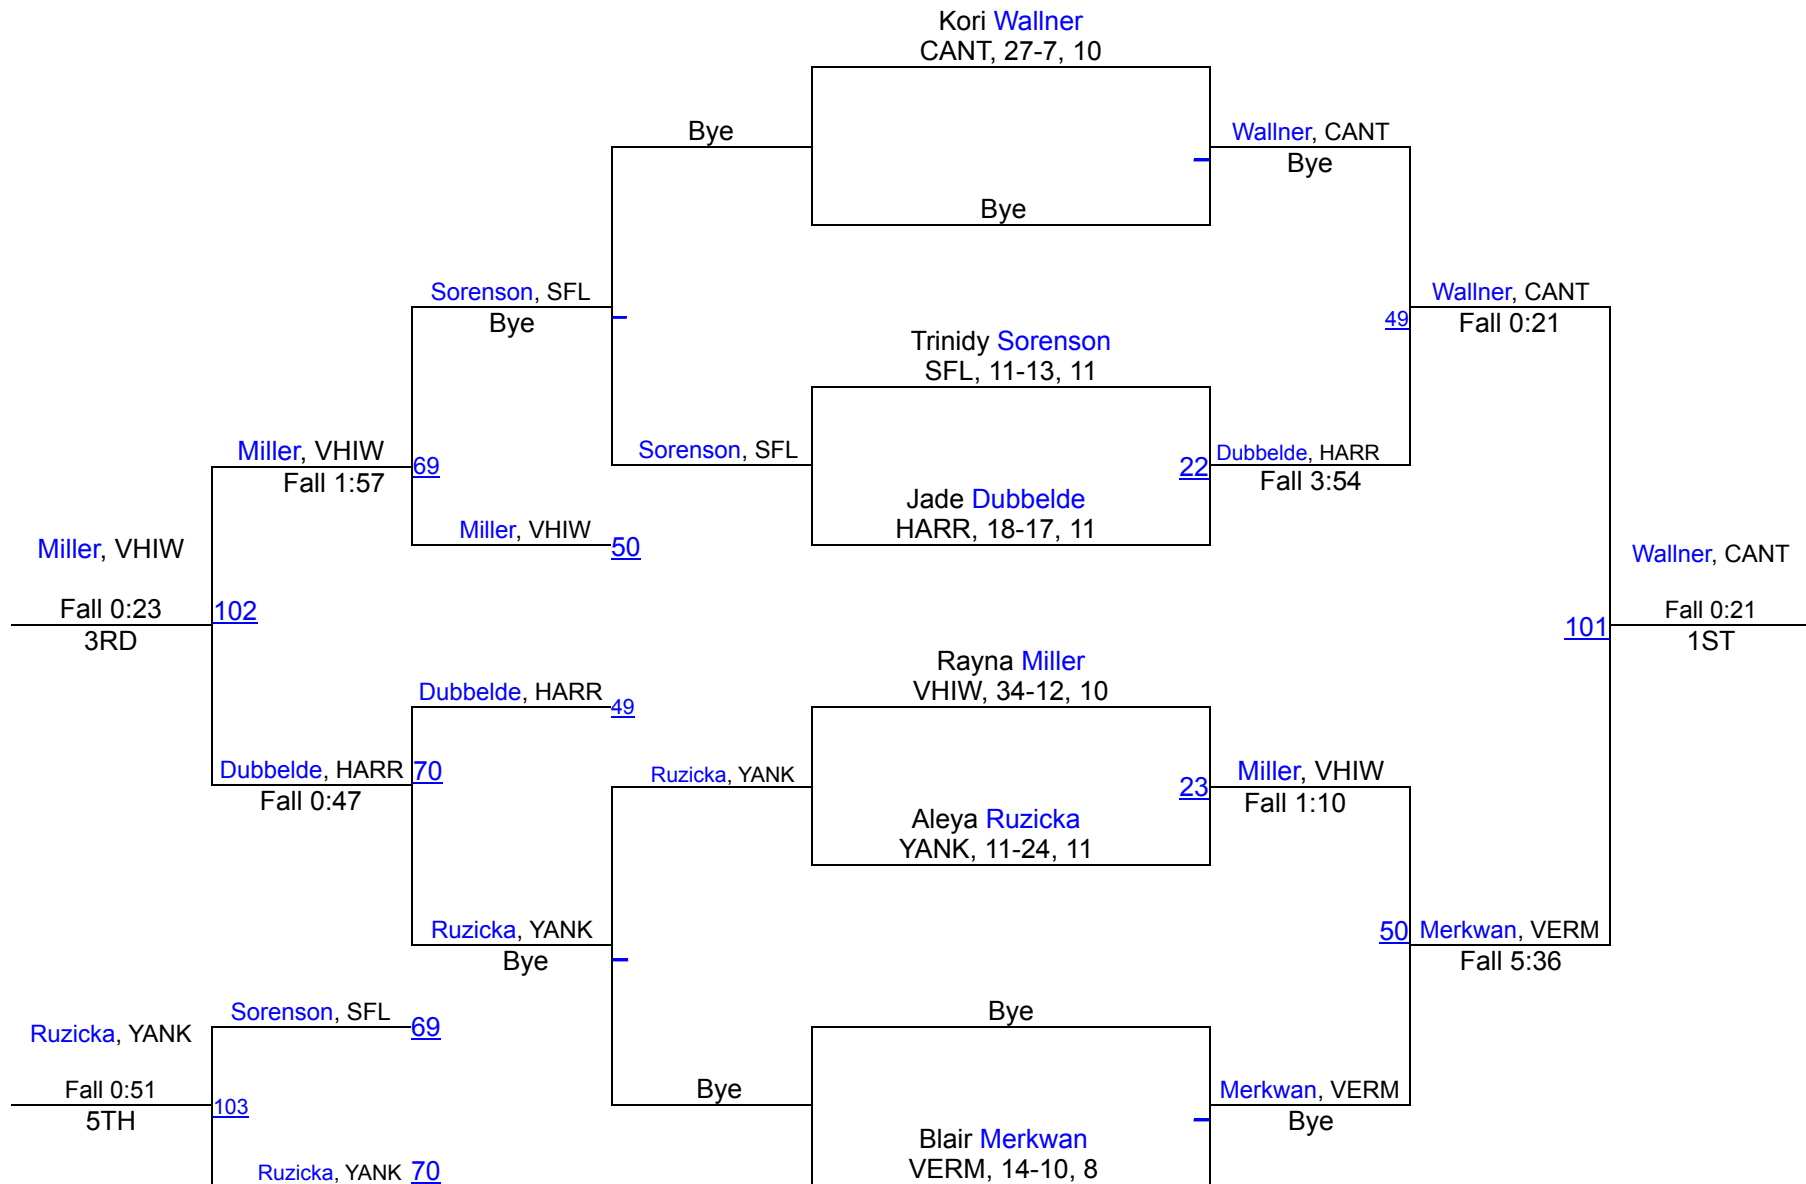 Kori Wallner
CANT, 27-7, 10
Bye
Wallner, CANT
Bye
Bye
Sorenson, SFL
Bye
Wallner, CANT
Fall 0:21
49
Trinidy Sorenson
SFL, 11-13, 11
Miller, VHIW
Fall 1:57
69
Sorenson, SFL
22
Dubbelde, HARR
Fall 3:54
Jade Dubbelde
HARR, 18-17, 11
Miller, VHIW
50
Miller, VHIW
Fall 0:23
3RD
102
Wallner, CANT
Fall 0:21
1ST
101
Rayna Miller
VHIW, 34-12, 10
Dubbelde, HARR
49
Dubbelde, HARR
Fall 0:47
70
Ruzicka, YANK
23
Miller, VHIW
Fall 1:10
Aleya Ruzicka
YANK, 11-24, 11
Ruzicka, YANK
Bye
50
Merkwan, VERM
Fall 5:36
Sorenson, SFL
69
Bye
Ruzicka, YANK
Fall 0:51
5TH
103
Bye
Merkwan, VERM
Bye
Blair Merkwan
VERM, 14-10, 8
Ruzicka, YANK
70